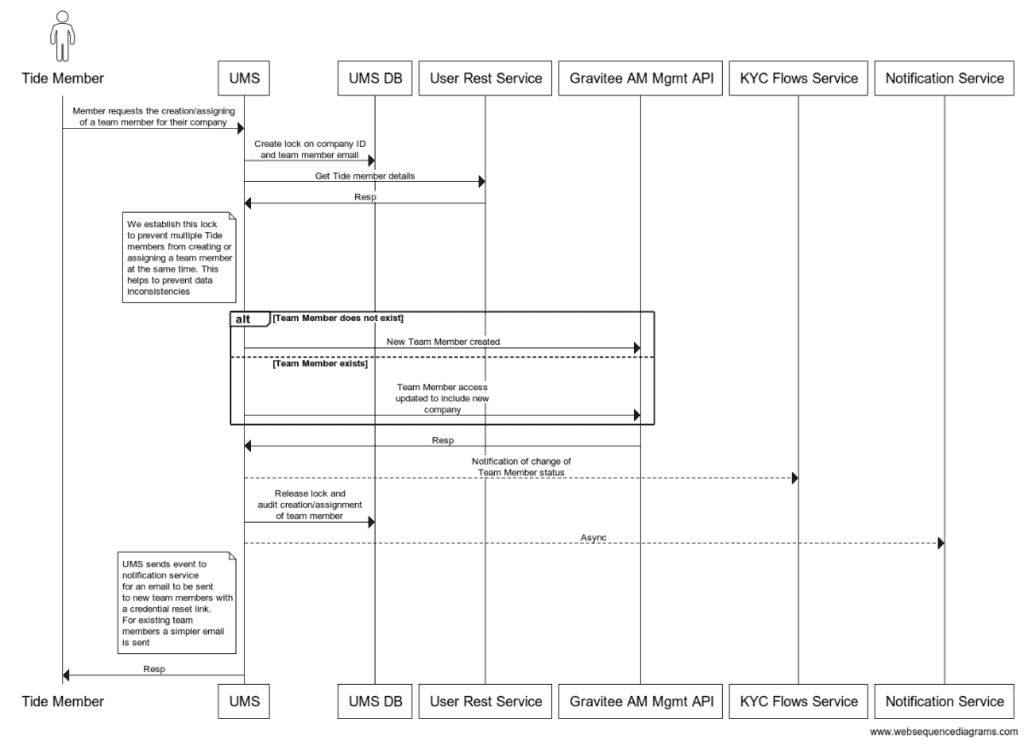 Tide Member
UMS
UMS DB
User Rest Service
Gravitee AM Mgmt API
KYC Flows Service
Notification Service
Member requests the creation/assigning
of a team member for their company
Create lock on company ID
and team member email
Get Tide member details
Resp
We establish this lock
to prevent multiple Tide
members from creating or
assigning a team member
at the same time. This
helps to prevent data
inconsistencies
alt
[Team Member does not exist]
New Team Member created
[Team Member exists]
Team Member access
updated to include new
company
Resp
Notification of change of
Team Member status
Release lock and
audit creation/assignment
of team member
Async
UMS sends event to
notification service
for an email to be sent
to new team members with
a credential reset link.
For existing team
members a simpler email
is sent
Resp
Tide Member
UMS
UMS DB
User Rest Service
Gravitee AM Mgmt API
KYC Flows Service
Notification Service
www.websequencediagrams.com